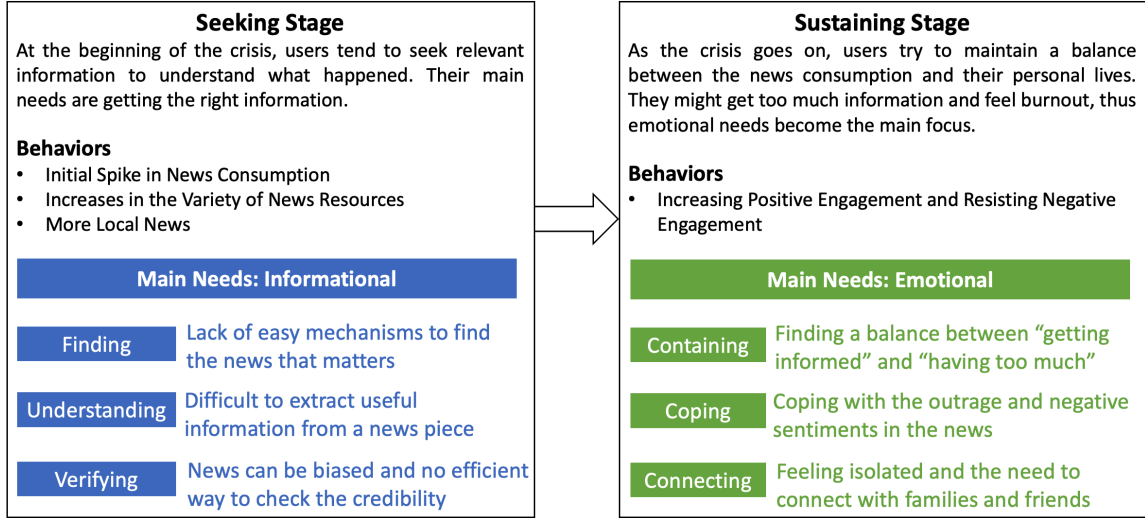 Seeking Stage
At the beginning of the crisis, users tend to seek relevant
information to understand what happened. Their main
needs are getting the right information.
Behaviors
• Initial Spike in News Consumption
• Increases in the Variety of News Resources
• More Local News
Main Needs: Informational
Finding
Lack of easy mechanisms to find
the news that matters
Understanding
Difficult to extract useful
information from a news piece
Verifying
News can be biased and no efficient
way to check the credibility
Sustaining Stage
As the crisis goes on, users try to maintain a balance
between the news consumption and their personal lives.
They might get too much information and feel burnout, thus
emotional needs become the main focus.
Behaviors
• Increasing Positive Engagement and Resisting Negative
Engagement
Main Needs: Emotional
Containing
Finding a balance between “getting
informed” and “having too much”
Coping
Coping with the outrage and negative
sentiments in the news
Connecting
Feeling isolated and the need to
connect with families and friends